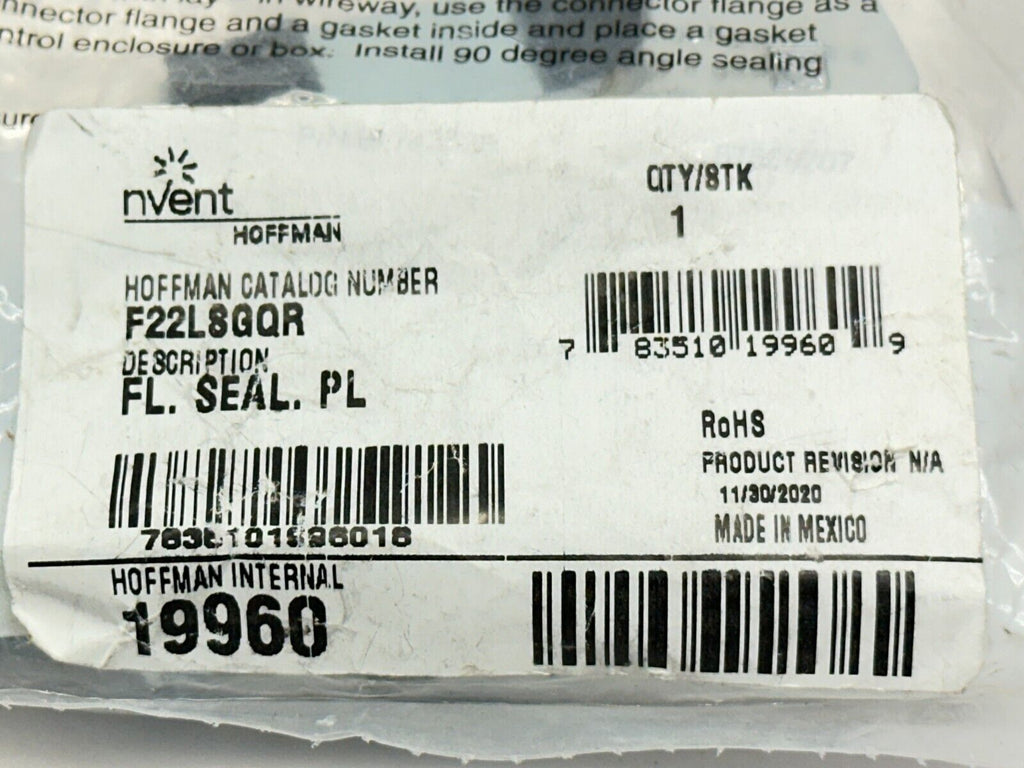 wireway, use the connector flange as a
nnector flange and a gasket inside and place a gasket
ntrol enclosure or box. Install 90 degree angle sealing
nvent
HOFFMAN
QTY/STK
1
HOFFMAN CATALOG NUMBER
F22LSGQR
DESCRIPTION
FL. SEAL. PL
7 83510 19960 9
RoHS
PRODUCT REVISION N/A
11/30/2020
MADE IN MEXICO
HOFFMAN INTERNAL
19960